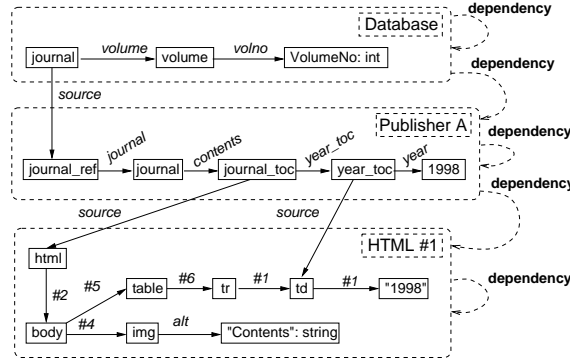 Database
dependency
journal volume volume volno VolumeNo: int
source
dependency
Publisher A
dependency
journal_ref journal journal contents journal_toc year_toc year_toc year 1998
dependency
source source
HTML #1
html
#2 #5 table #6 tr #1 td #1 "1998"
dependency
body #4 img alt "Contents": string